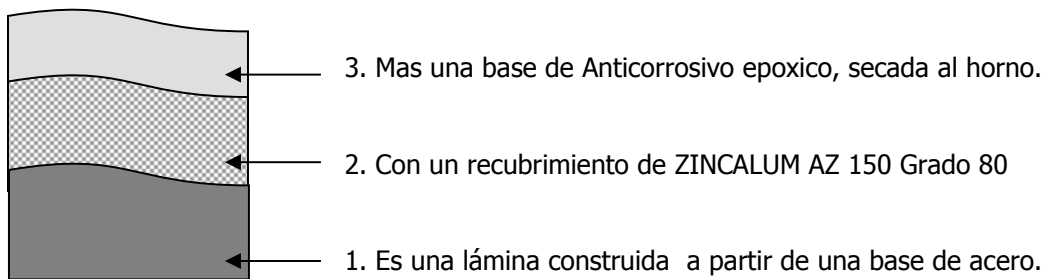 3. Mas una base de Anticorrosivo epoxico, secada al horno.
2. Con un recubrimiento de ZINCALUM AZ 150 Grado 80
1. Es una lámina construida  a partir de una base de acero.